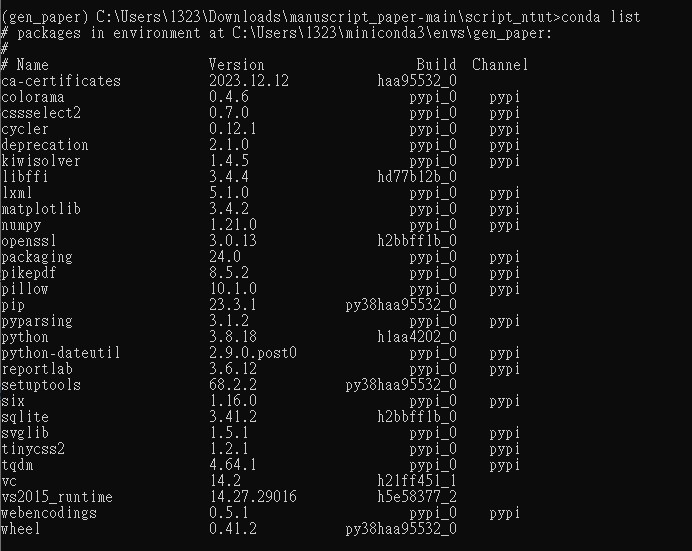 (gen_paper) C:\Users\1323\Downloads\manuscript_paper-main\script_ntut>conda list
# packages in environment at C:\Users\1323\miniconda3\envs\gen_paper:
#
# Name Version Build Channel
ca-certificates 2023.12.12 haa95532_0
colorama 0.4.6 pypi_0 pypi
cssselect2 0.7.0 pypi_0 pypi
cycler 0.12.1 pypi_0 pypi
deprecation 2.1.0 pypi_0 pypi
kiwisolver 1.4.5 pypi_0 pypi
libffi 3.4.4 hd77b12b_0
lxml 5.1.0 pypi_0 pypi
matplotlib 3.4.2 pypi_0 pypi
numpy 1.21.0 pypi_0 pypi
openssl 3.0.13 h2bbff1b_0
packaging 24.0 pypi_0 pypi
pikepdf 8.5.2 pypi_0 pypi
pillow 10.1.0 pypi_0 pypi
pip 23.3.1 py38haa95532_0
pyparsing 3.1.2 pypi_0 pypi
python 3.8.18 h1aa4202_0
python-dateutil 2.9.0.post0 pypi_0 pypi
reportlab 3.6.12 pypi_0 pypi
setuptools 68.2.2 py38haa95532_0
six 1.16.0 pypi_0 pypi
sqlite 3.41.2 h2bbff1b_0
svglib 1.5.1 pypi_0 pypi
tinycss2 1.2.1 pypi_0 pypi
tqdm 4.64.1 pypi_0 pypi
vc 14.2 h21ff451_1
vs2015_runtime 14.27.29016 h5e58377_2
webencodings 0.5.1 pypi_0 pypi
wheel 0.41.2 py38haa95532_0